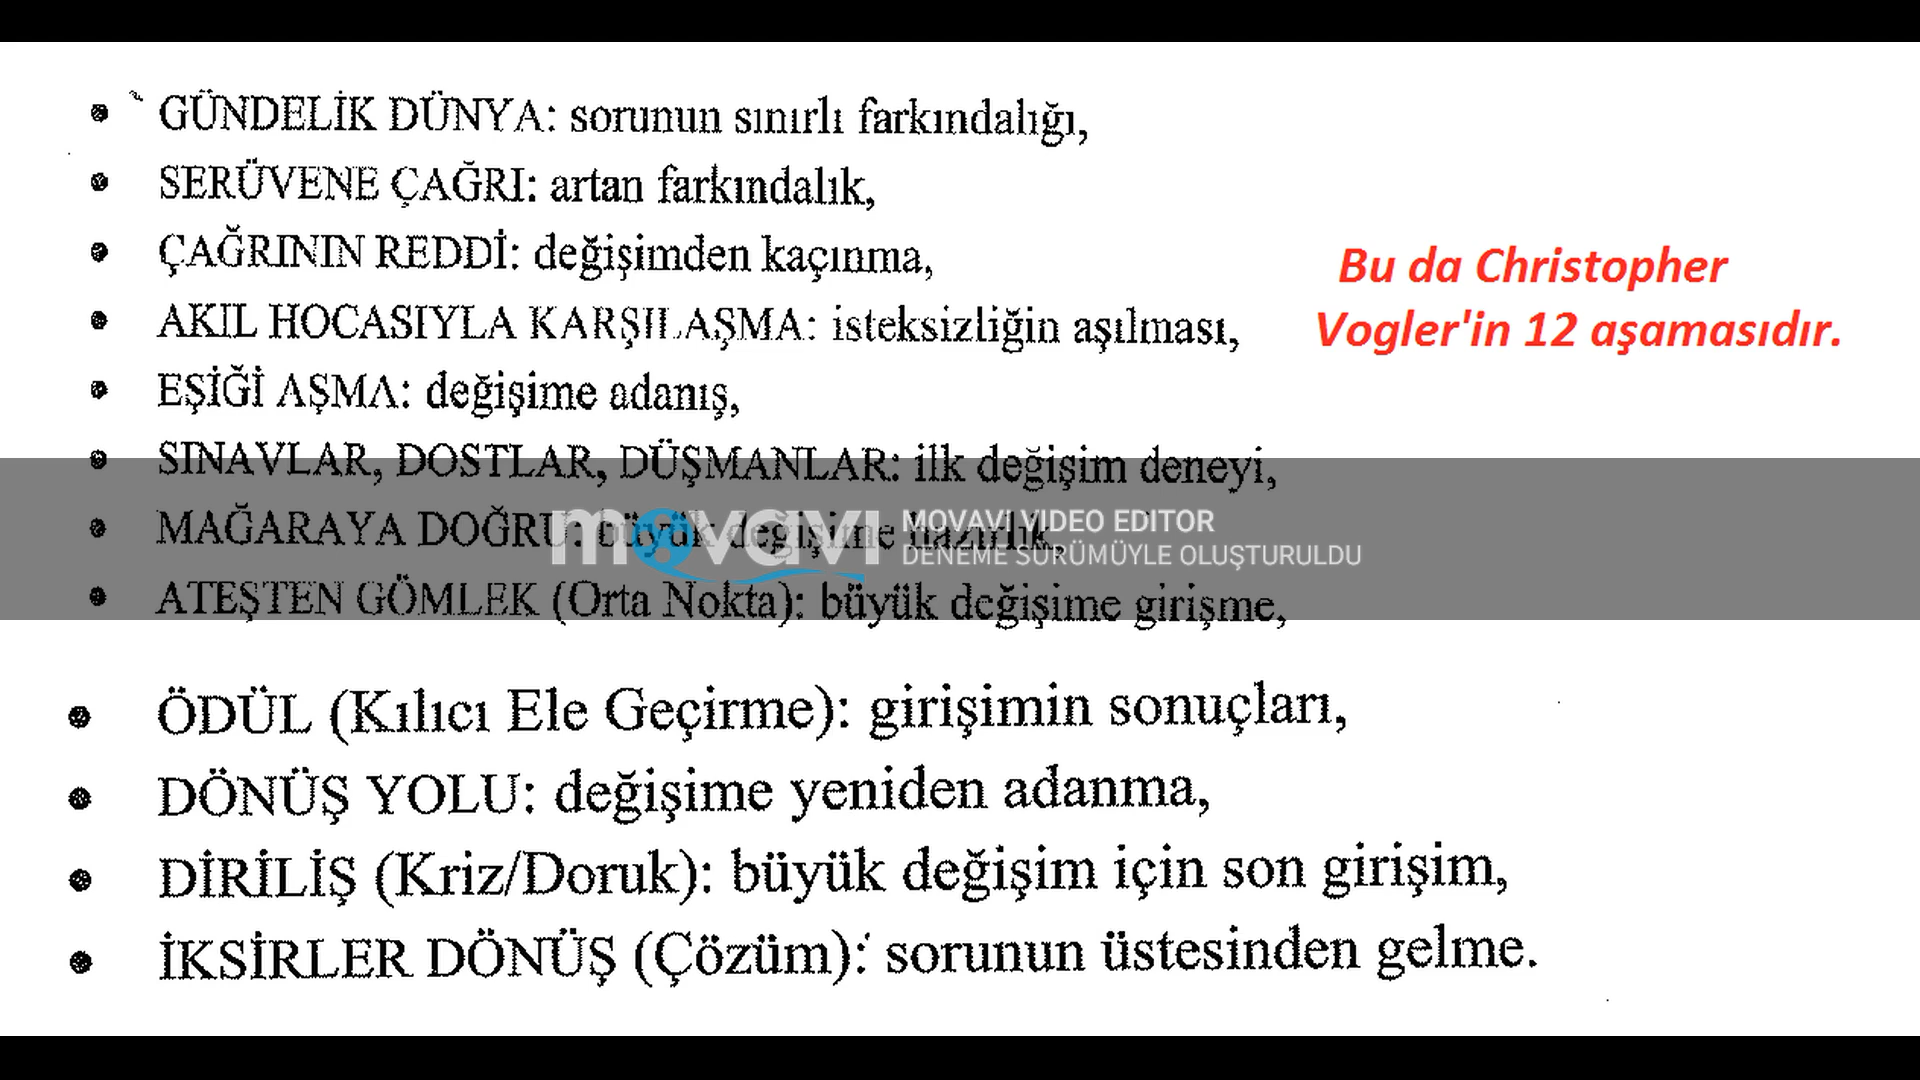 GÜNDELİK DÜNYA: sorunun sınırlı farkındalığı,
SERÜVENE ÇAĞRI: artan farkındalık,
ÇAĞRININ REDDİ: değişimden kaçınma,
AKIL HOCASIYLA KARŞILAŞMA: isteksizliğin aşılması,
EŞİĞİ AŞMA: değişime adanış,
SINAVLAR, DOSTLAR, DÜŞMANLAR: ilk değişim deneyi,
MAĞARAYA DOĞRU: büyük değişime hazırlık,
ATEŞTEN GÖMLEK (Orta Nokta): büyük değişime girişme,
ÖDÜL (Kılıcı Ele Geçirme): girişimin sonuçları,
DÖNÜŞ YOLU: değişime yeniden adanma,
DİRİLİŞ (Kriz/Doruk): büyük değişim için son girişim,
İKSİRLER DÖNÜŞ (Çözüm): sorunun üstesinden gelme.
Bu da Christopher
Vogler'in 12 aşamasıdır.
movavi
MOVAVI VIDEO EDITOR
DENEME SÜRÜMÜYLE OLUŞTURULDU